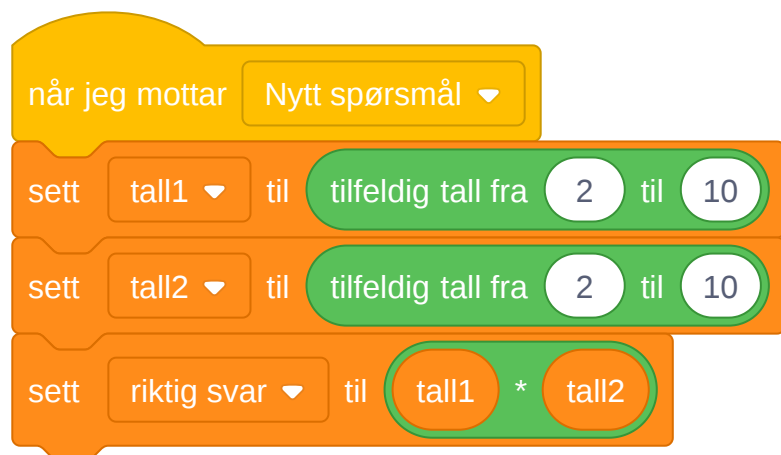 når jeg mottar Nytt spørsmål
sett tall1 til tilfeldig tall fra 2 til 10
sett tall2 til tilfeldig tall fra 2 til 10
sett riktig svar til tall1 * tall2